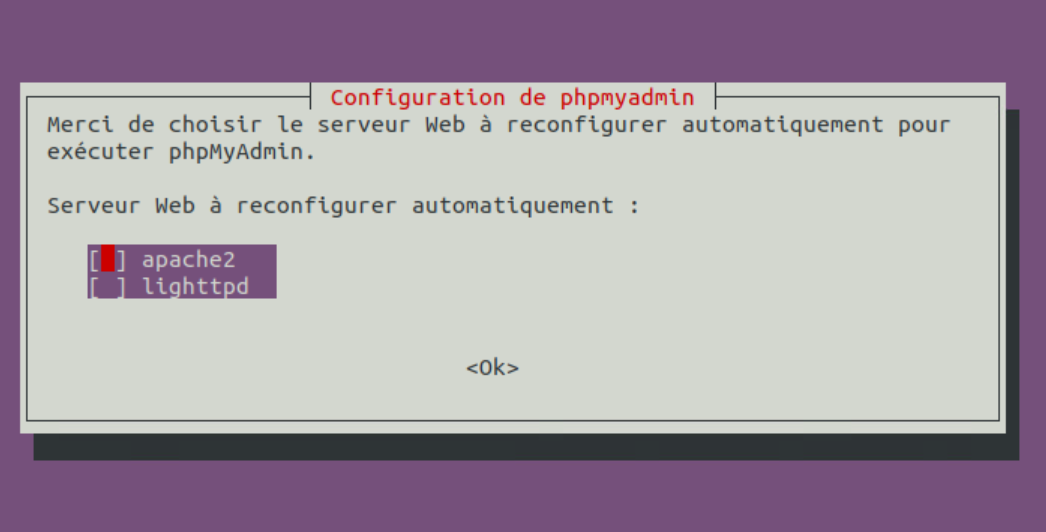 Configuration de phpmyadmin
Merci de choisir le serveur Web à reconfigurer automatiquement pour
exécuter phpMyAdmin.
Serveur Web à reconfigurer automatiquement :
[ ] apache2
[ ] lighttpd
<Ok>